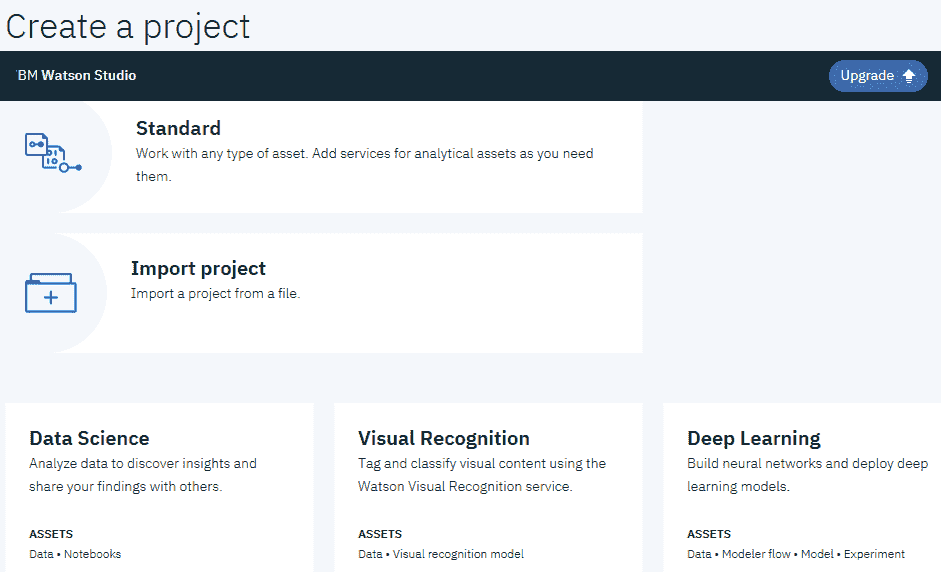 Create a project
BM Watson Studio
Upgrade
Standard
Work with any type of asset. Add services for analytical assets as you need
them.
Import project
Import a project from a file.
Data Science
Analyze data to discover insights and
share your findings with others.
ASSETS
Data • Notebooks
Visual Recognition
Tag and classify visual content using the
Watson Visual Recognition service.
ASSETS
Data • Visual recognition model
Deep Learning
Build neural networks and deploy deep
learning models.
ASSETS
Data • Modeler flow • Model • Experiment